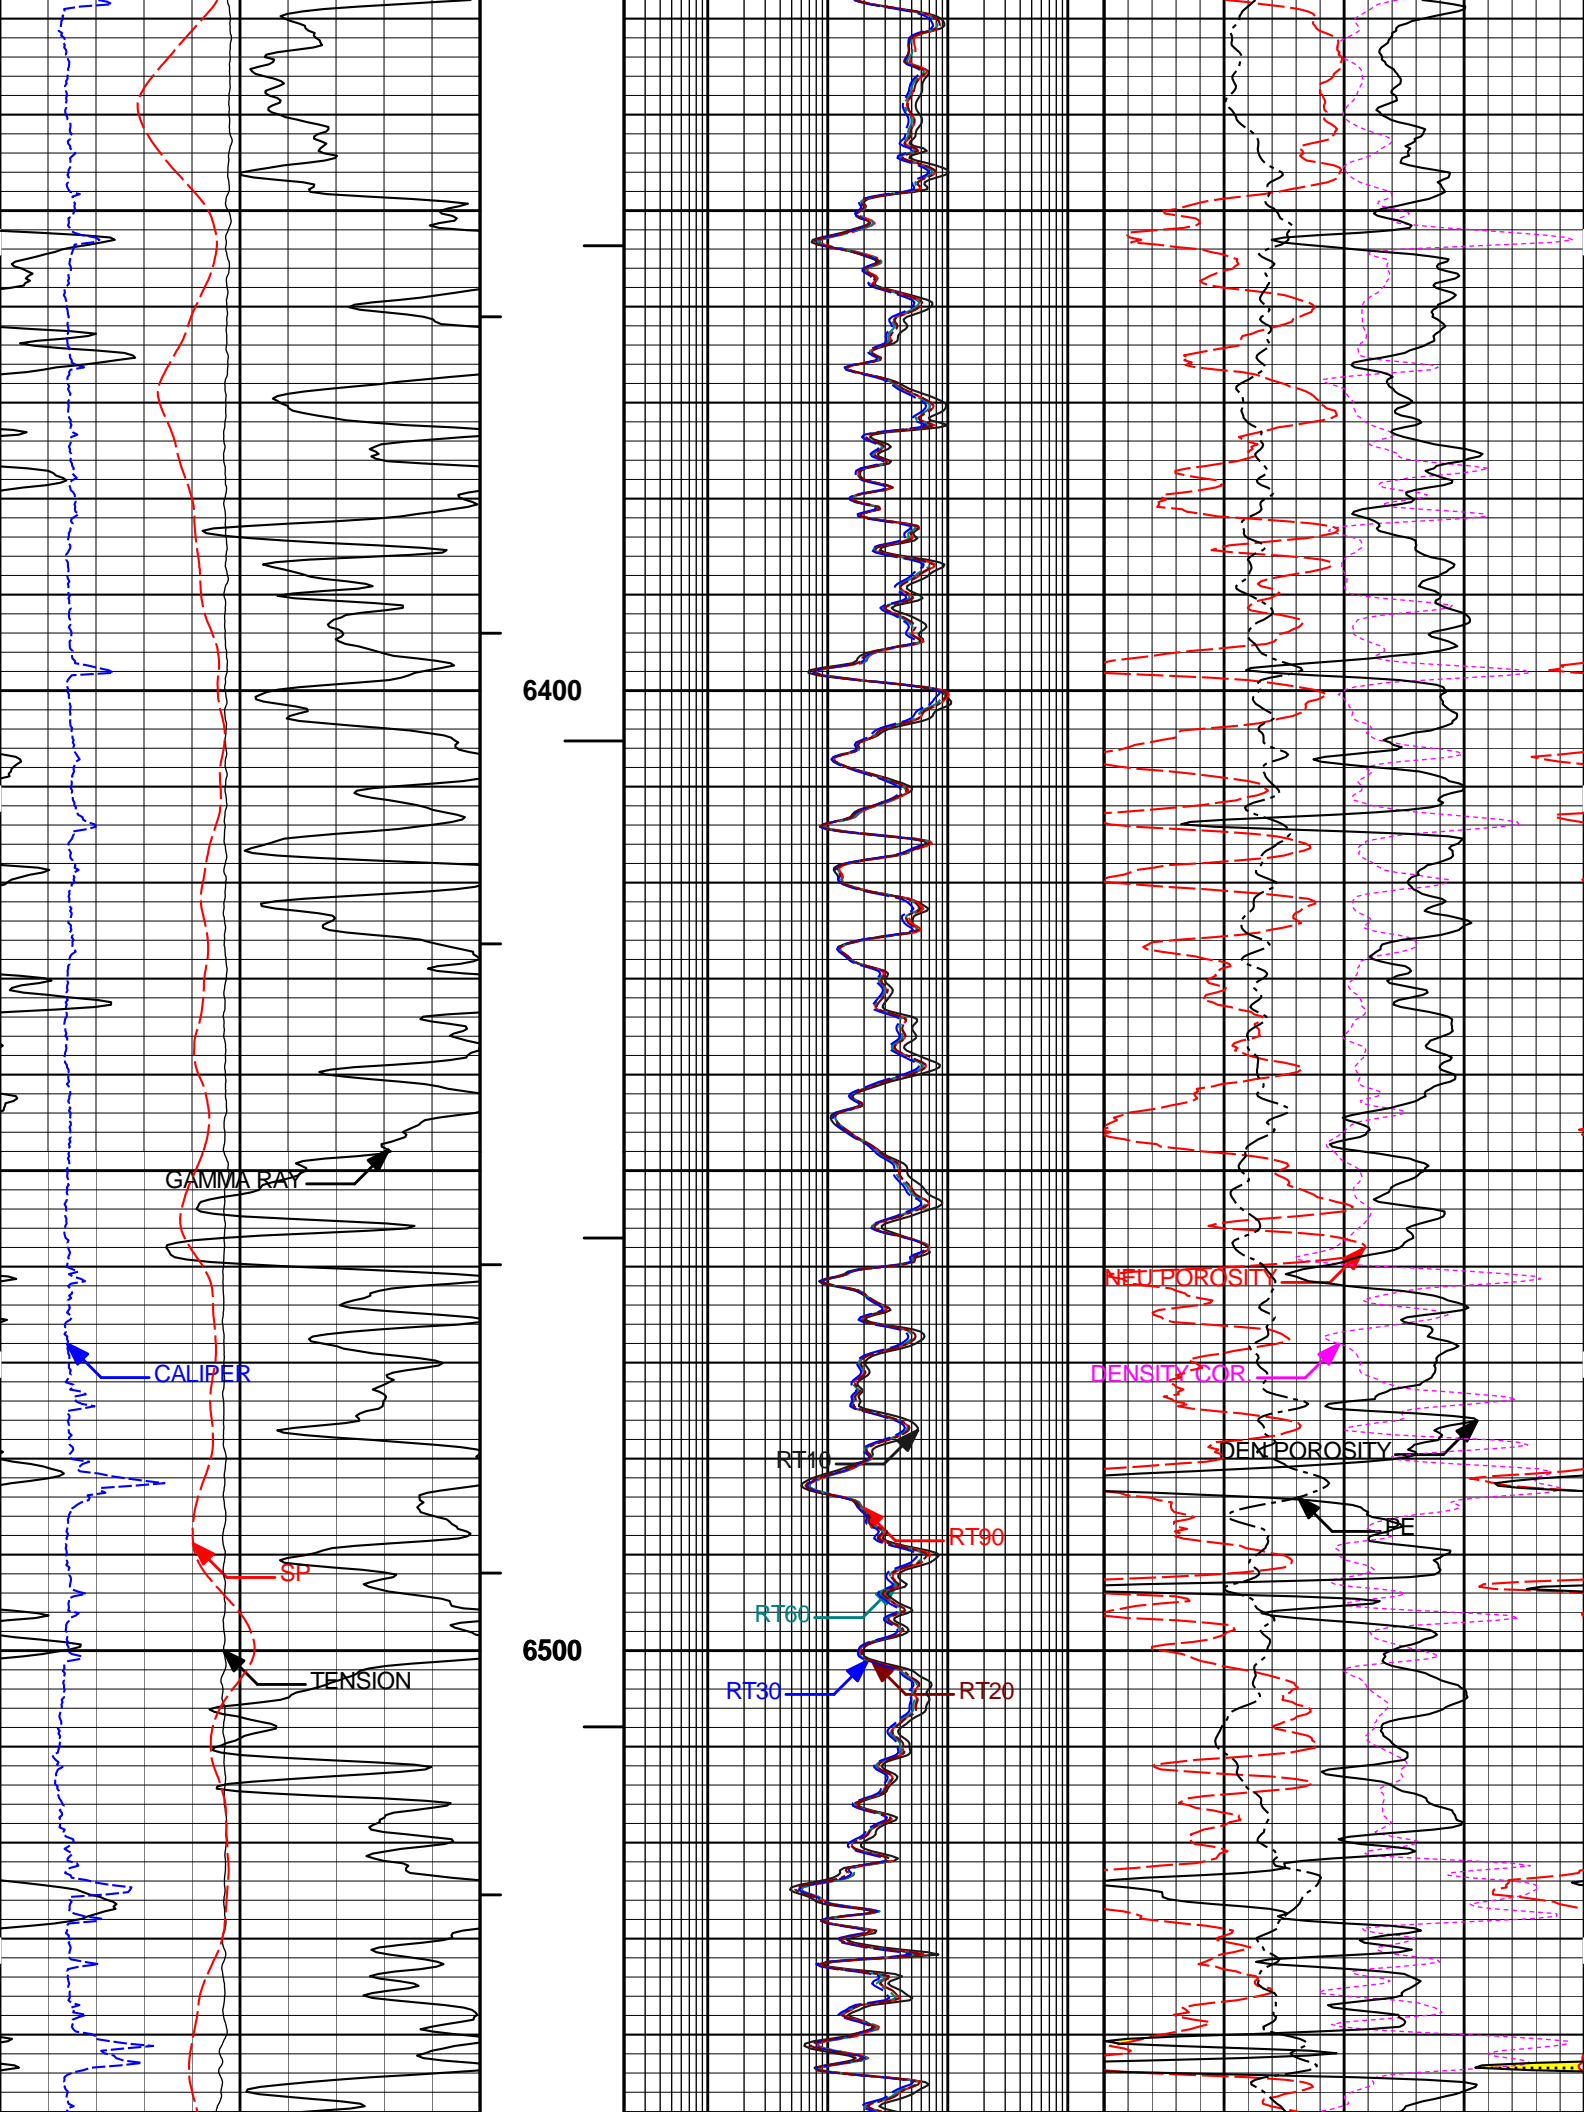 6400
GAMMA RAY
NEU POROSITY
CALIPER
DENSITY COR.
DEN POROSITY
RT10
PE
RT90
SP
RT60
6500
TENSION
RT30
RT20